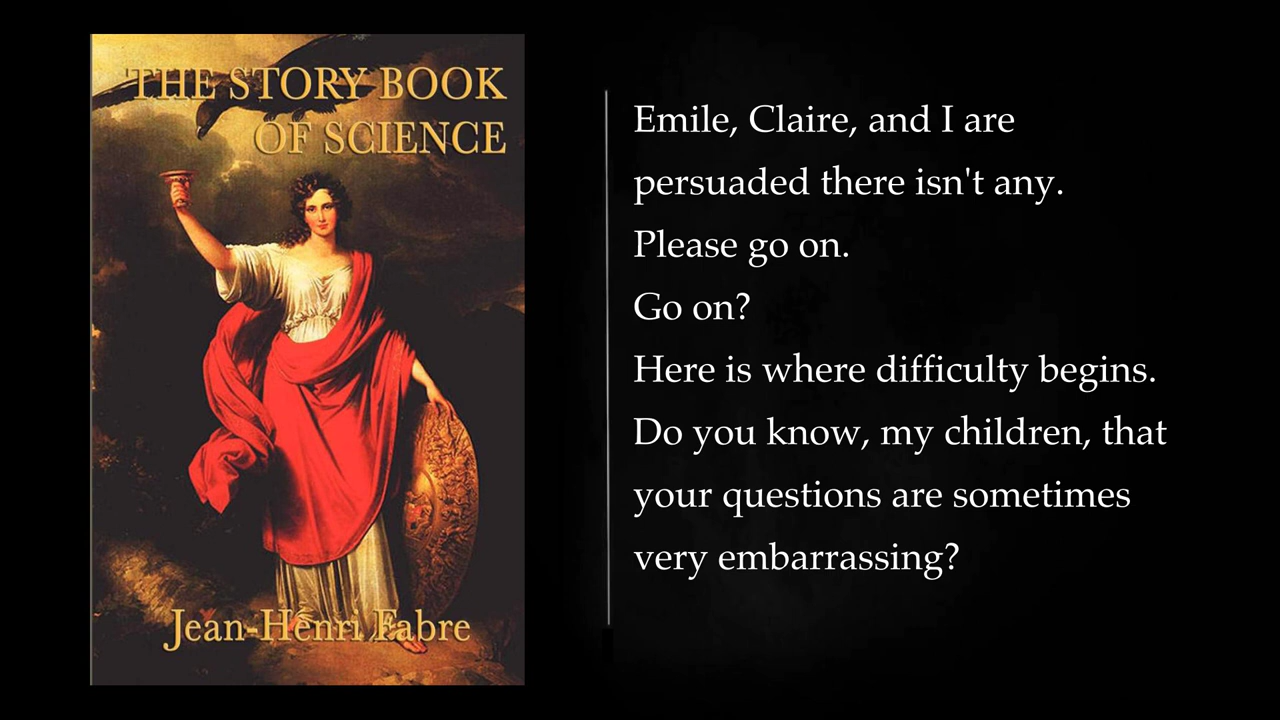 THE STORY BOOK
OF SCIENCE
Jean-Henri Fabre
Emile, Claire, and I are
persuaded there isn't any.
Please go on.
Go on?
Here is where difficulty begins.
Do you know, my children, that
your questions are sometimes
very embarrassing?